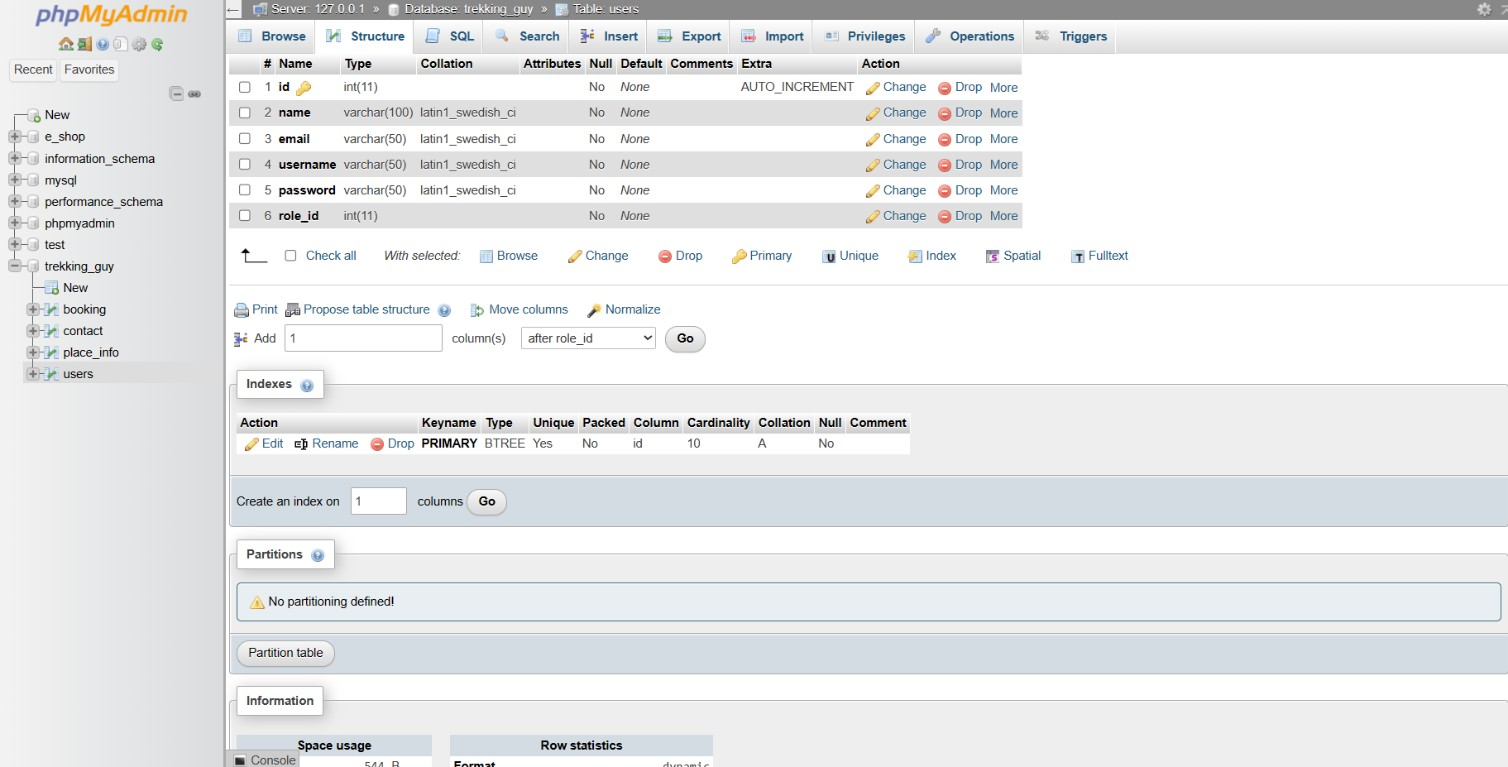 phpMyAdmin
Recent Favorites
New
e_shop
information_schema
mysql
performance_schema
phpmyadmin
test
trekking_guy
New
booking
contact
place_info
users
Server: 127.0.0.1 » Database: trekking_guy » Table: users
Browse Structure SQL Search Insert Export Import Privileges Operations Triggers
# Name Type Collation Attributes Null Default Comments Extra Action
1 id int(11) No None AUTO_INCREMENT Change Drop More
2 name varchar(100) latin1_swedish_ci No None Change Drop More
3 email varchar(50) latin1_swedish_ci No None Change Drop More
4 username varchar(50) latin1_swedish_ci No None Change Drop More
5 password varchar(50) latin1_swedish_ci No None Change Drop More
6 role_id int(11) No None Change Drop More
Check all With selected: Browse Change Drop Primary Unique Index Spatial Fulltext
Print Propose table structure Move columns Normalize
Add 1 column(s) after role_id Go
Indexes
Action Keyname Type Unique Packed Column Cardinality Collation Null Comment
Edit Rename Drop PRIMARY BTREE Yes No id 10 A No
Create an index on 1 columns Go
Partitions
No partitioning defined!
Partition table
Information
Space usage Row statistics
Console 544 B Format dynamic